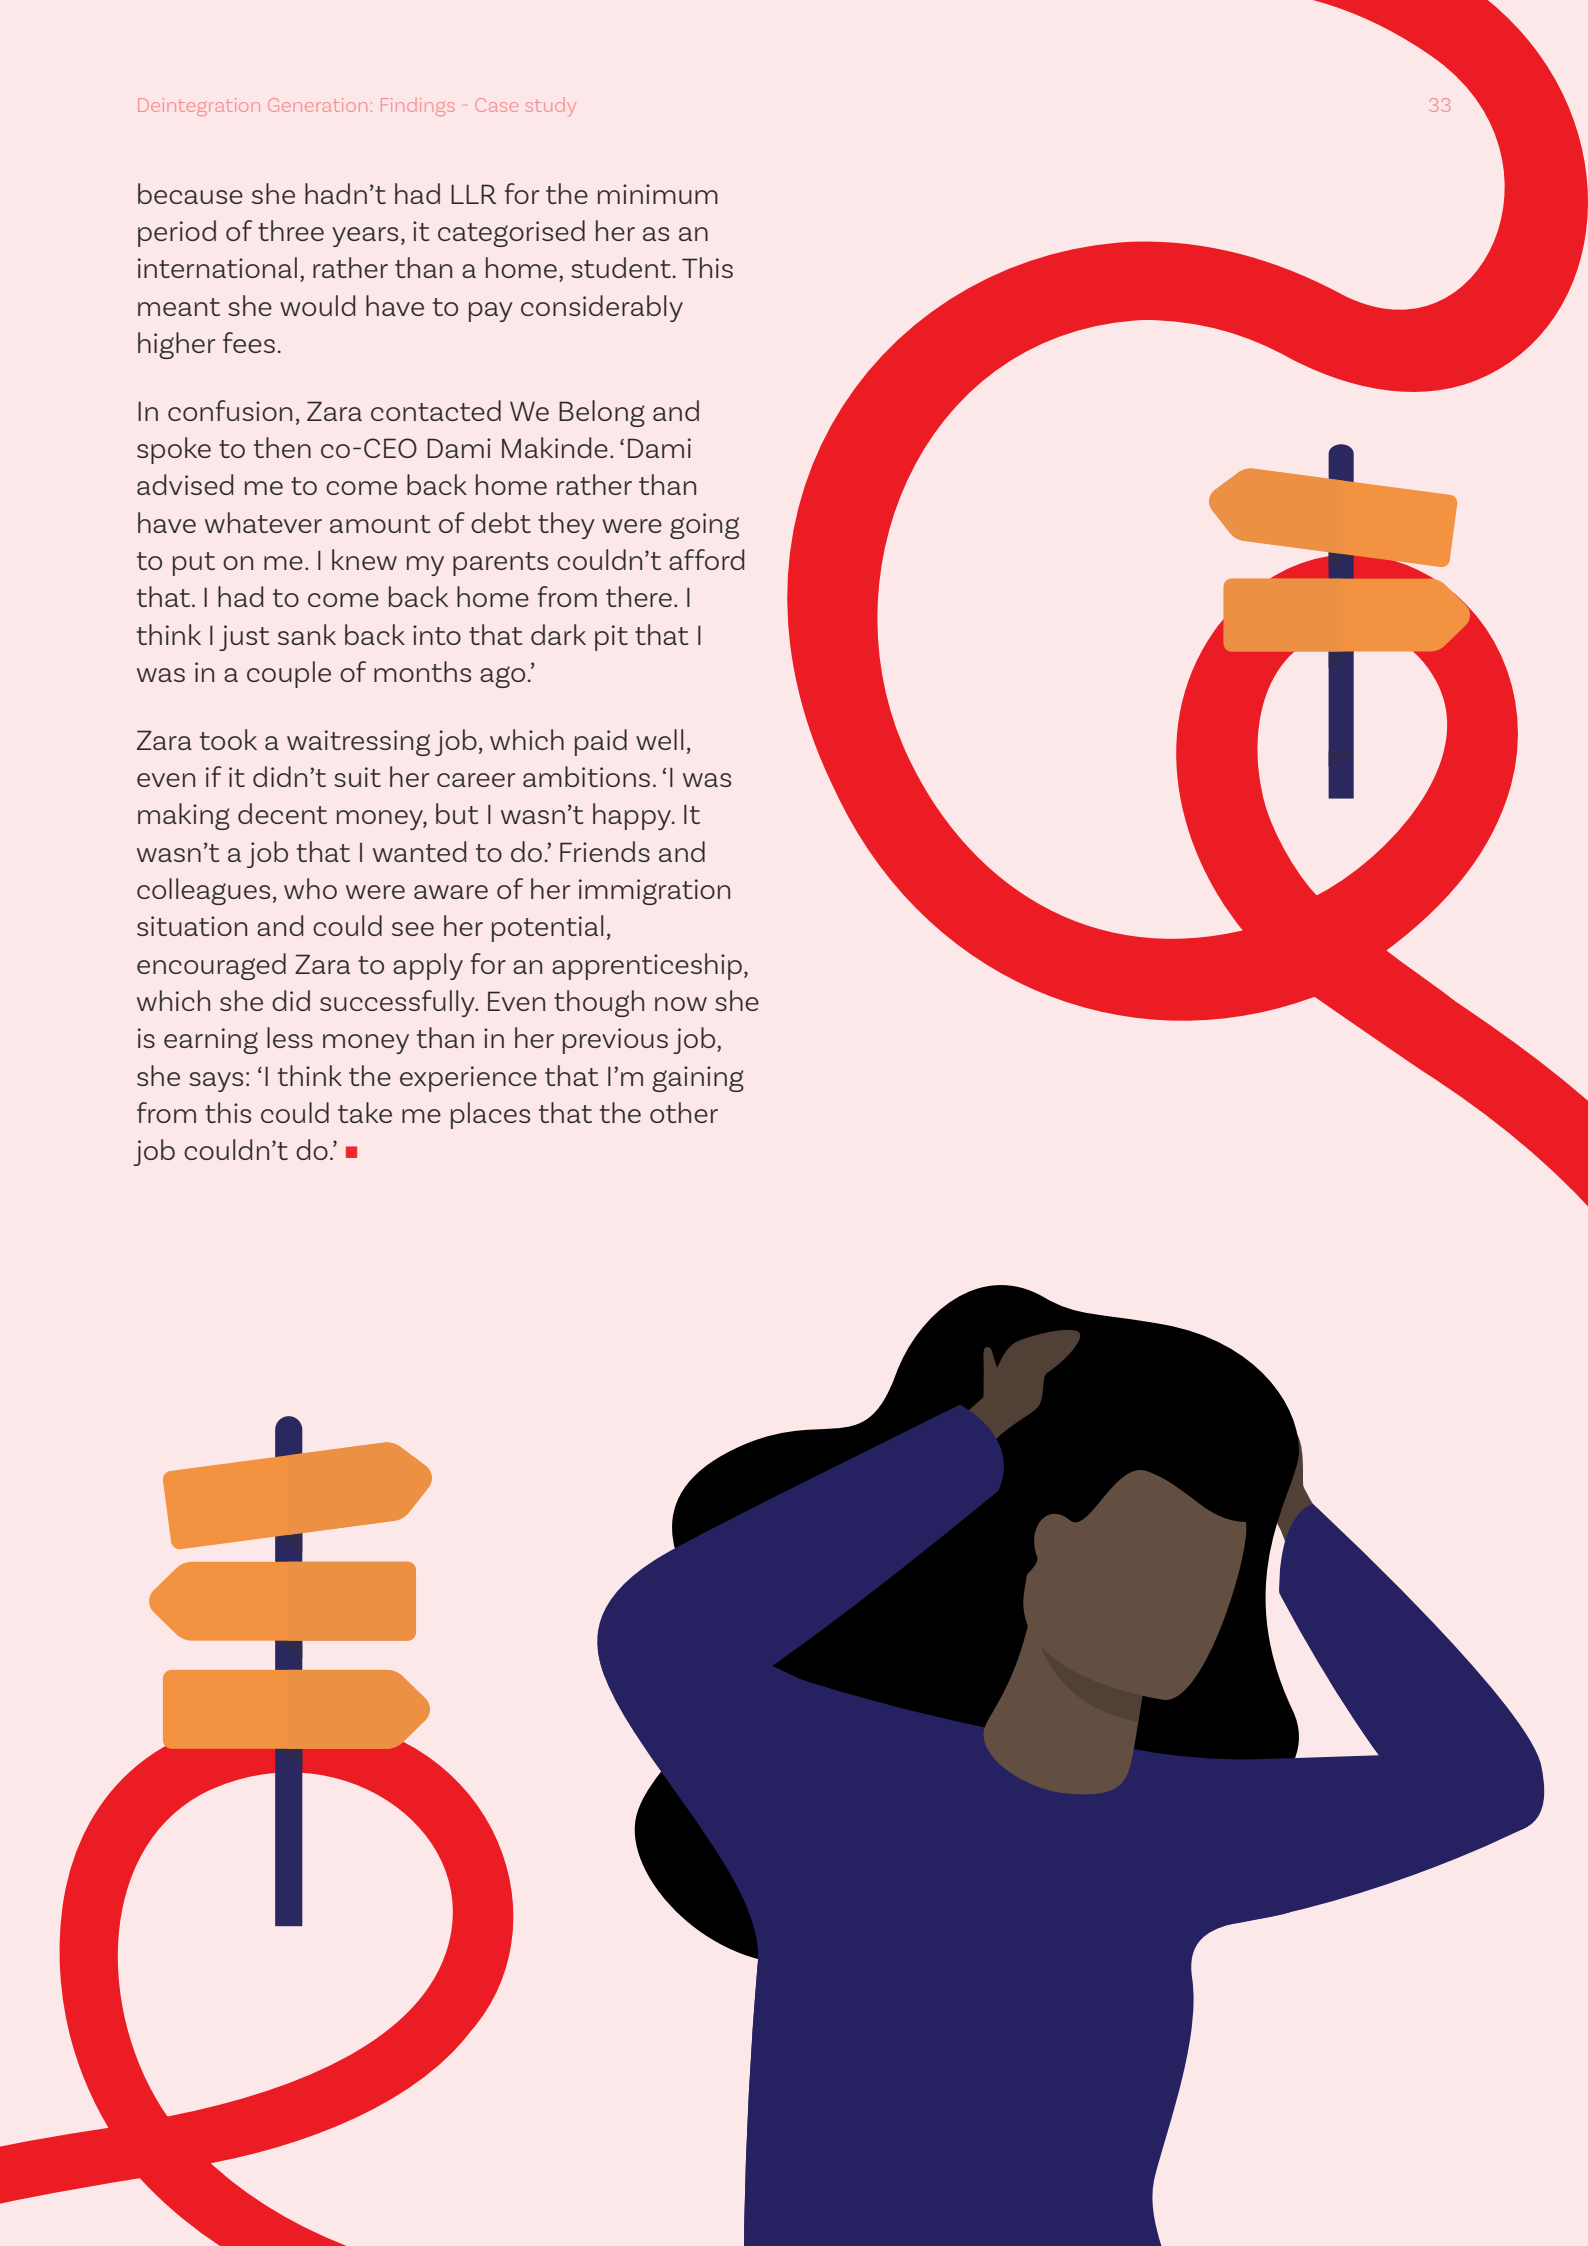 Deintegration Generation: Findings - Case study
33
because she hadn’t had LLR for the minimum
period of three years, it categorised her as an
international, rather than a home, student. This
meant she would have to pay considerably
higher fees.
In confusion, Zara contacted We Belong and
spoke to then co-CEO Dami Makinde. ‘Dami
advised me to come back home rather than
have whatever amount of debt they were going
to put on me. I knew my parents couldn’t afford
that. I had to come back home from there. I
think I just sank back into that dark pit that I
was in a couple of months ago.’
Zara took a waitressing job, which paid well,
even if it didn’t suit her career ambitions. ‘I was
making decent money, but I wasn’t happy. It
wasn’t a job that I wanted to do.’ Friends and
colleagues, who were aware of her immigration
situation and could see her potential,
encouraged Zara to apply for an apprenticeship,
which she did successfully. Even though now she
is earning less money than in her previous job,
she says: ‘I think the experience that I’m gaining
from this could take me places that the other
job couldn’t do.’ ■